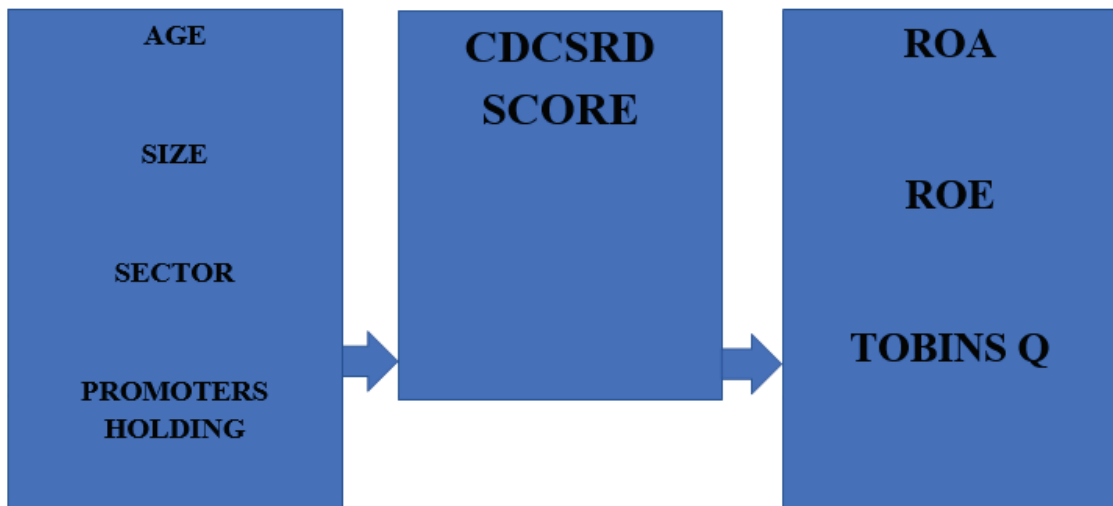 AGE
SIZE
SECTOR
PROMOTERS
HOLDING
CDCSRD
SCORE
ROA
ROE
TOBINS Q